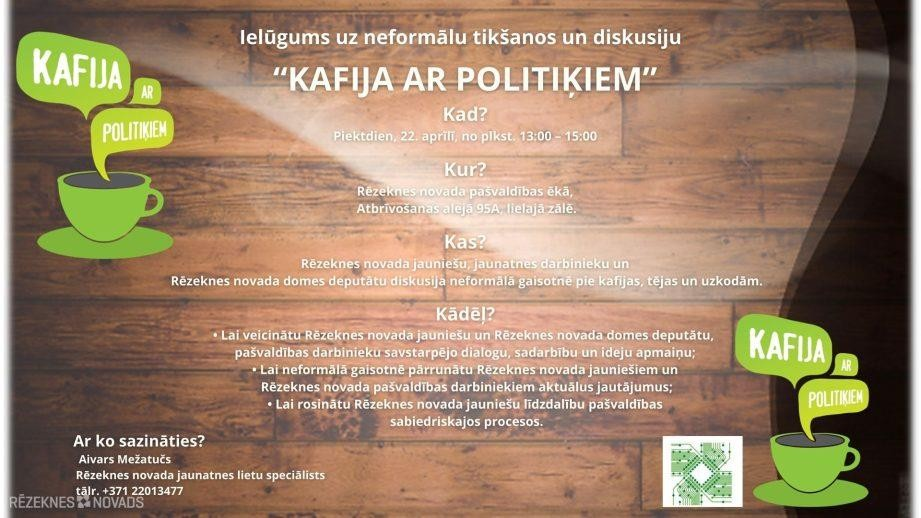 Ielūgums uz neformālu tikšanos un diskusiju
“KAFIJA AR POLITIĶIEM”
KAFIJA
AR
POLITIĶIEM
Kad?
Piektdien, 22. aprīlī, no plkst. 13:00 – 15:00
Kur?
Rēzeknes novada pašvaldības ēkā,
Atbrīvošanas alejā 95A, lielajā zālē.
Kas?
Rēzeknes novada jauniešu, jaunatnes darbinieku un
Rēzeknes novada domes deputātu diskusija neformālā gaisotnē pie kafijas, tējas un uzkodām.
Kādēļ?
• Lai veicinātu Rēzeknes novada jauniešu un Rēzeknes novada domes deputātu,
pašvaldības darbinieku savstarpējo dialogu, sadarbību un ideju apmaiņu;
• Lai neformālā gaisotnē pārrunātu Rēzeknes novada jauniešiem un
Rēzeknes novada pašvaldības darbiniekiem aktuālus jautājumus;
• Lai rosinātu Rēzeknes novada jauniešu līdzdalību pašvaldības
sabiedriskajos procesos.
KAFIJA
AR
POLITIĶIEM
Ar ko sazināties?
Aivars Mežatučs
Rēzeknes novada jaunatnes lietu speciālists
tālr. +371 22013477
RĒZEKNES NOVADS